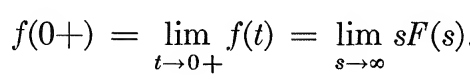 f(0+) = lim_{t→0+} f(t) = lim_{s→∞} sF(s).